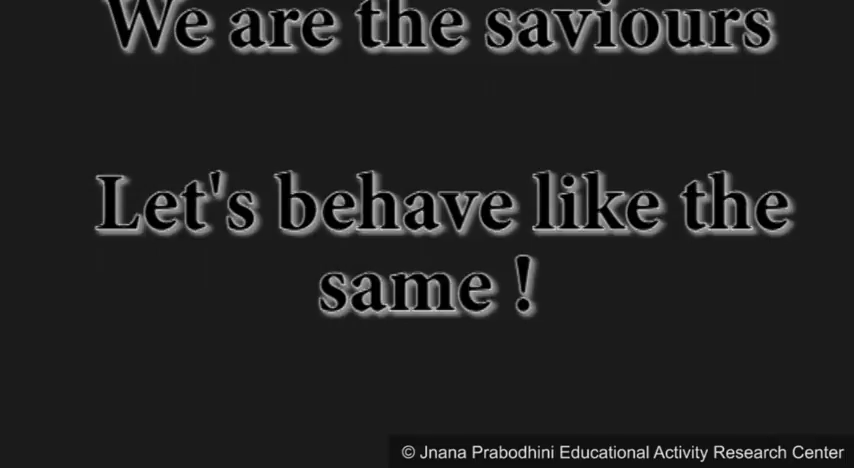 We are the saviours
Let's behave like the
same !
© Jnana Prabodhini Educational Activity Research Center